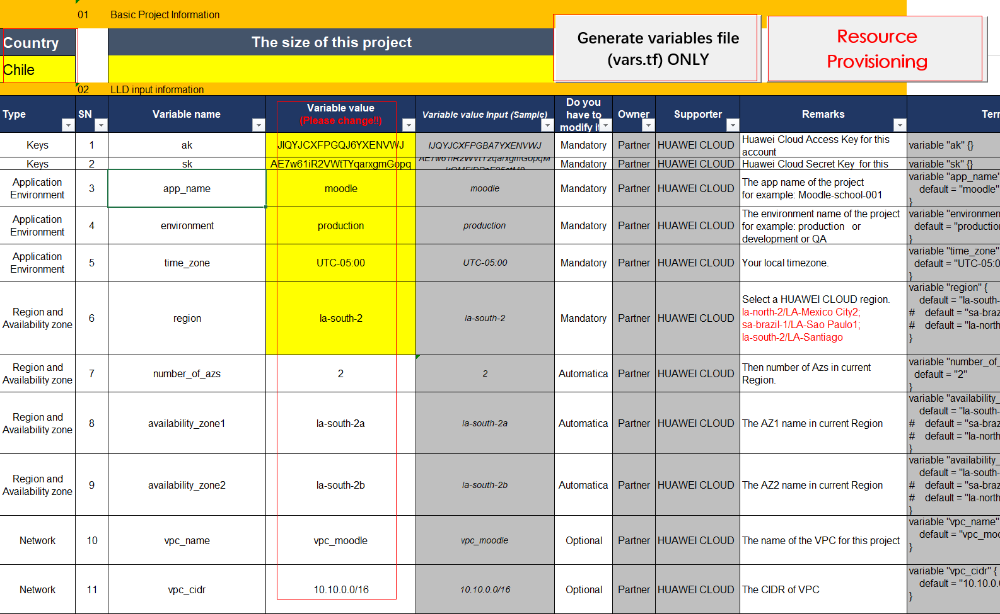 01 Basic Project Information
Country
The size of this project
Generate variables file
(vars.tf) ONLY
Resource
Provisioning
Chile
02 LLD input information
Type SN Variable name Variable value
(Please change!!) Variable value Input (Sample) Do you
have to
modify it Owner Supporter Remarks Terr
Keys 1 ak JIQYJCXFPGQJ6YXENVWJ IJQYJCXFPGBA7YXENVWJ Mandatory Partner HUAWEI CLOUD Huawei Cloud Access Key for this
account variable "ak" {}
Keys 2 sk AE7w61iR2VWtTYqarxgmGopq Mandatory Partner HUAWEI CLOUD Huawei Cloud Secret Key for this variable "sk" {}
Application
Environment 3 app_name moodle moodle Mandatory Partner HUAWEI CLOUD The app name of the project
for example: Moodle-school-001 variable "app_name"
default = "moodle"
}
Application
Environment 4 environment production production Mandatory Partner HUAWEI CLOUD The environment name of the project
for example: production or
development or QA variable "environmen
default = "productio
}
Application
Environment 5 time_zone UTC-05:00 UTC-05:00 Mandatory Partner HUAWEI CLOUD Your local timezone. variable "time_zone"
default = "UTC-05:0
}
Region and
Availability zone 6 region la-south-2 la-south-2 Mandatory Partner HUAWEI CLOUD Select a HUAWEI CLOUD region.
la-north-2/LA-Mexico City2;
sa-brazil-1/LA-Sao Paulo1;
la-south-2/LA-Santiago variable "region" {
default = "la-south-
# default = "sa-braz
# default = "la-north
}
Region and
Availability zone 7 number_of_azs 2 2 Automatica Partner HUAWEI CLOUD Then number of Azs in current
Region. variable "number_of_
default = "2"
}
Region and
Availability zone 8 availability_zone1 la-south-2a la-south-2a Automatica Partner HUAWEI CLOUD The AZ1 name in current Region variable "availability_
default = "la-south-
# default = "sa-braz
# default = "la-north
}
Region and
Availability zone 9 availability_zone2 la-south-2b la-south-2b Automatica Partner HUAWEI CLOUD The AZ2 name in current Region variable "availability_
default = "la-south-
# default = "sa-braz
# default = "la-north
}
Network 10 vpc_name vpc_moodle vpc_moodle Optional Partner HUAWEI CLOUD The name of the VPC for this project variable "vpc_name"
default = "vpc_moo
}
Network 11 vpc_cidr 10.10.0.0/16 10.10.0.0/16 Optional Partner HUAWEI CLOUD The CIDR of VPC variable "vpc_cidr" {
default = "10.10.0.0
}